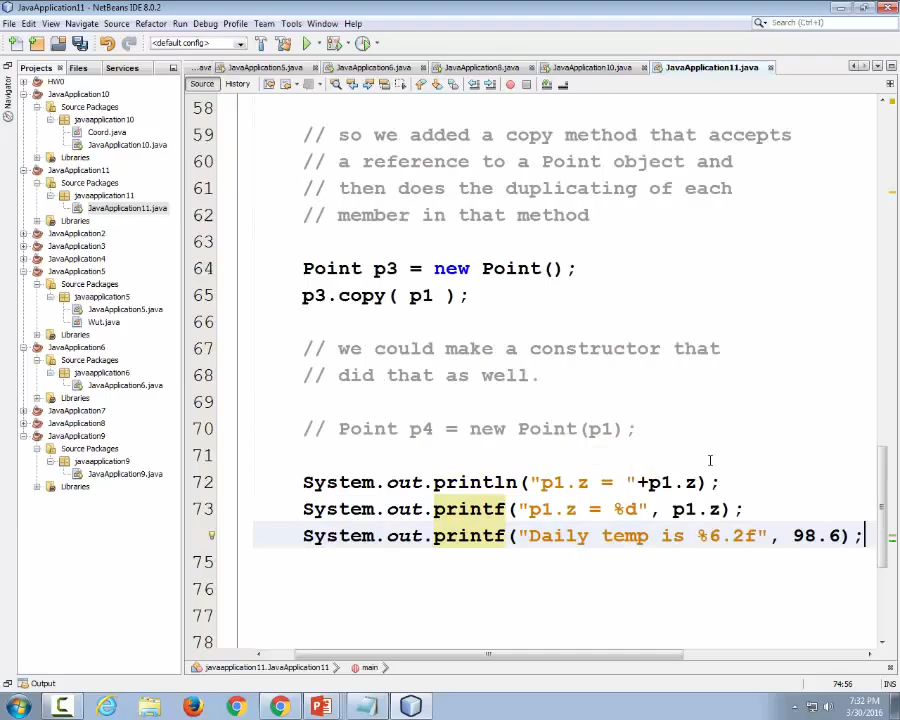 JavaApplication11 - NetBeans IDE 8.0.2
File Edit View Navigate Source Refactor Run Debug Profile Team Tools Window Help
Search (Ctrl+I)
<default config>
Projects Files Services
...ava JavaApplication5.java JavaApplication6.java JavaApplication8.java JavaApplication10.java JavaApplication11.java
Source History
Navigator
HW0
JavaApplication10
Source Packages
javaapplication10
Coord.java
JavaApplication10.java
Libraries
JavaApplication11
Source Packages
javaapplication11
JavaApplication11.java
Libraries
JavaApplication2
JavaApplication3
JavaApplication4
JavaApplication5
Source Packages
javaapplication5
JavaApplication5.java
Wut.java
Libraries
JavaApplication6
Source Packages
javaapplication6
JavaApplication6.java
Libraries
JavaApplication7
JavaApplication8
JavaApplication9
Source Packages
javaapplication9
JavaApplication9.java
Libraries
58
59 // so we added a copy method that accepts
60 // a reference to a Point object and
61 // then does the duplicating of each
62 // member in that method
63
64 Point p3 = new Point();
65 p3.copy( p1 );
66
67 // we could make a constructor that
68 // did that as well.
69
70 // Point p4 = new Point(p1);
71
72 System.out.println("p1.z = "+p1.z);
73 System.out.printf("p1.z = %d", p1.z);
System.out.printf("Daily temp is %6.2f", 98.6);
75
76
77
78
javaapplication11.JavaApplication11 main
Output
74:56 INS
7:32 PM
3/30/2016